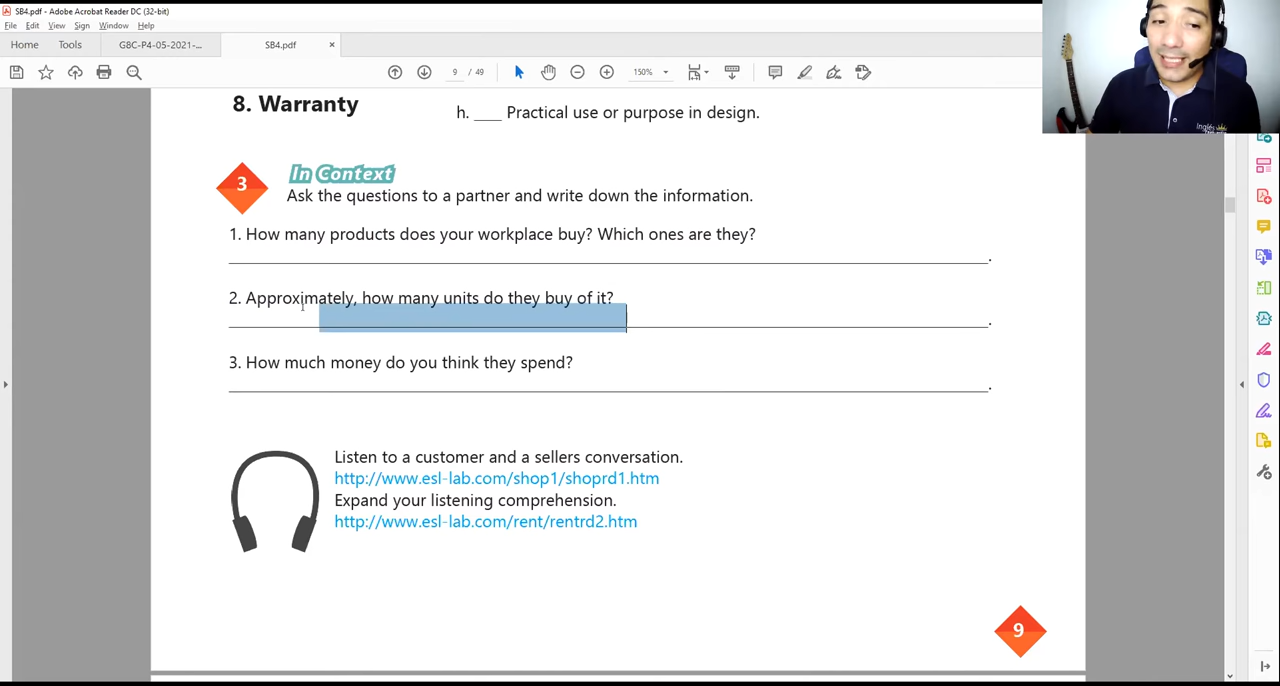 SB4.pdf - Adobe Acrobat Reader DC (32-bit)
File Edit View Sign Window Help
Home Tools G8C-P4-05-2021-... SB4.pdf ×
9 / 49 150%
8. Warranty
h. ___ Practical use or purpose in design.
3
In Context
Ask the questions to a partner and write down the information.
1. How many products does your workplace buy? Which ones are they?
.
2. Approximately, how many units do they buy of it?
.
3. How much money do you think they spend?
.
Listen to a customer and a sellers conversation.
http://www.esl-lab.com/shop1/shoprd1.htm
Expand your listening comprehension.
http://www.esl-lab.com/rent/rentrd2.htm
9
Inglés